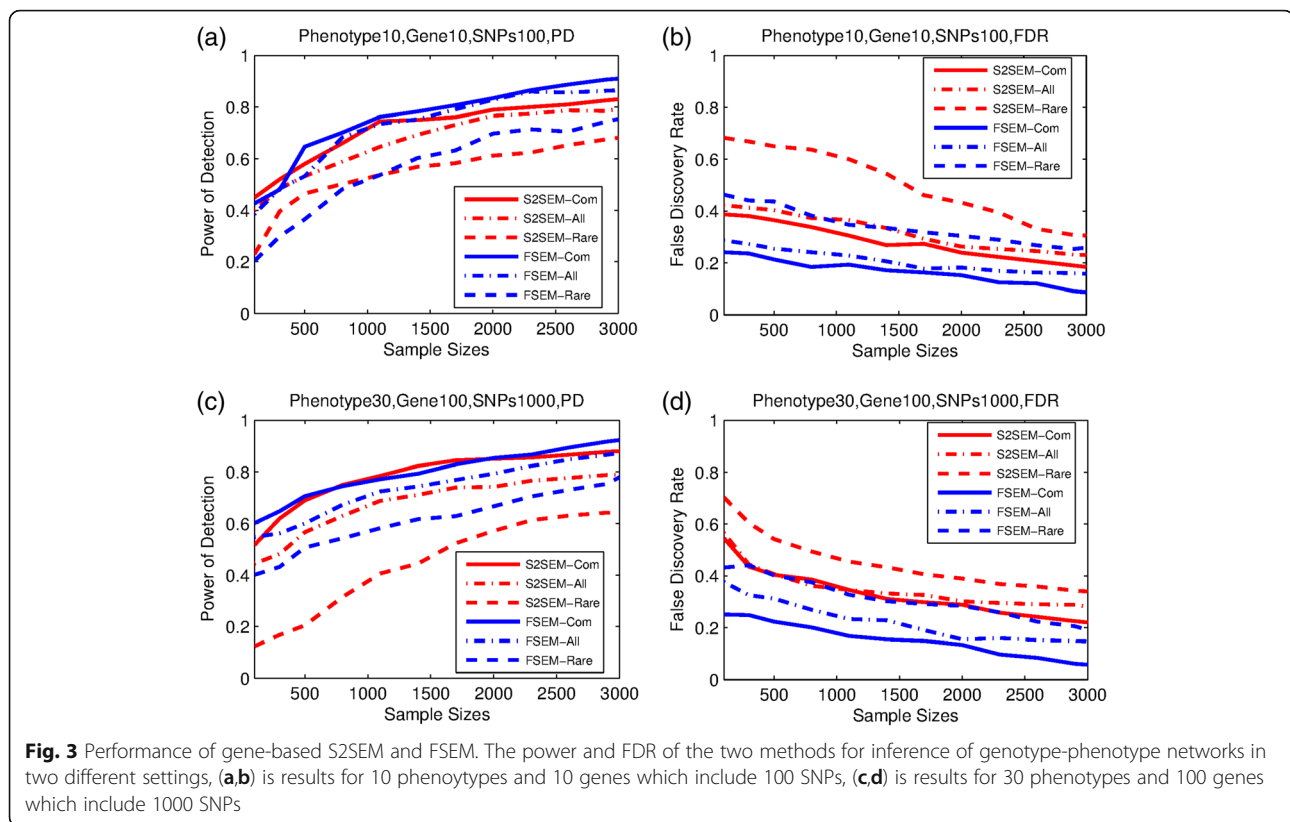 (a)
Phenotype10,Gene10,SNPs100,PD
1
0.8
0.6
0.4
0.2
0
Power of Detection
S2SEM−Com
S2SEM−All
S2SEM−Rare
FSEM−Com
FSEM−All
FSEM−Rare
500
1000
1500
2000
2500
3000
Sample Sizes
(b)
Phenotype10,Gene10,SNPs100,FDR
1
0.8
0.6
0.4
0.2
0
False Discovery Rate
S2SEM−Com
S2SEM−All
S2SEM−Rare
FSEM−Com
FSEM−All
FSEM−Rare
500
1000
1500
2000
2500
3000
Sample Sizes
(c)
Phenotype30,Gene100,SNPs1000,PD
1
0.8
0.6
0.4
0.2
0
Power of Detection
S2SEM−Com
S2SEM−All
S2SEM−Rare
FSEM−Com
FSEM−All
FSEM−Rare
500
1000
1500
2000
2500
3000
Sample Sizes
(d)
Phenotype30,Gene100,SNPs1000,FDR
1
0.8
0.6
0.4
0.2
0
False Discovery Rate
S2SEM−Com
S2SEM−All
S2SEM−Rare
FSEM−Com
FSEM−All
FSEM−Rare
500
1000
1500
2000
2500
3000
Sample Sizes
Fig. 3 Performance of gene-based S2SEM and FSEM. The power and FDR of the two methods for inference of genotype-phenotype networks in
two different settings, (a,b) is results for 10 phenoytypes and 10 genes which include 100 SNPs, (c,d) is results for 30 phenotypes and 100 genes
which include 1000 SNPs